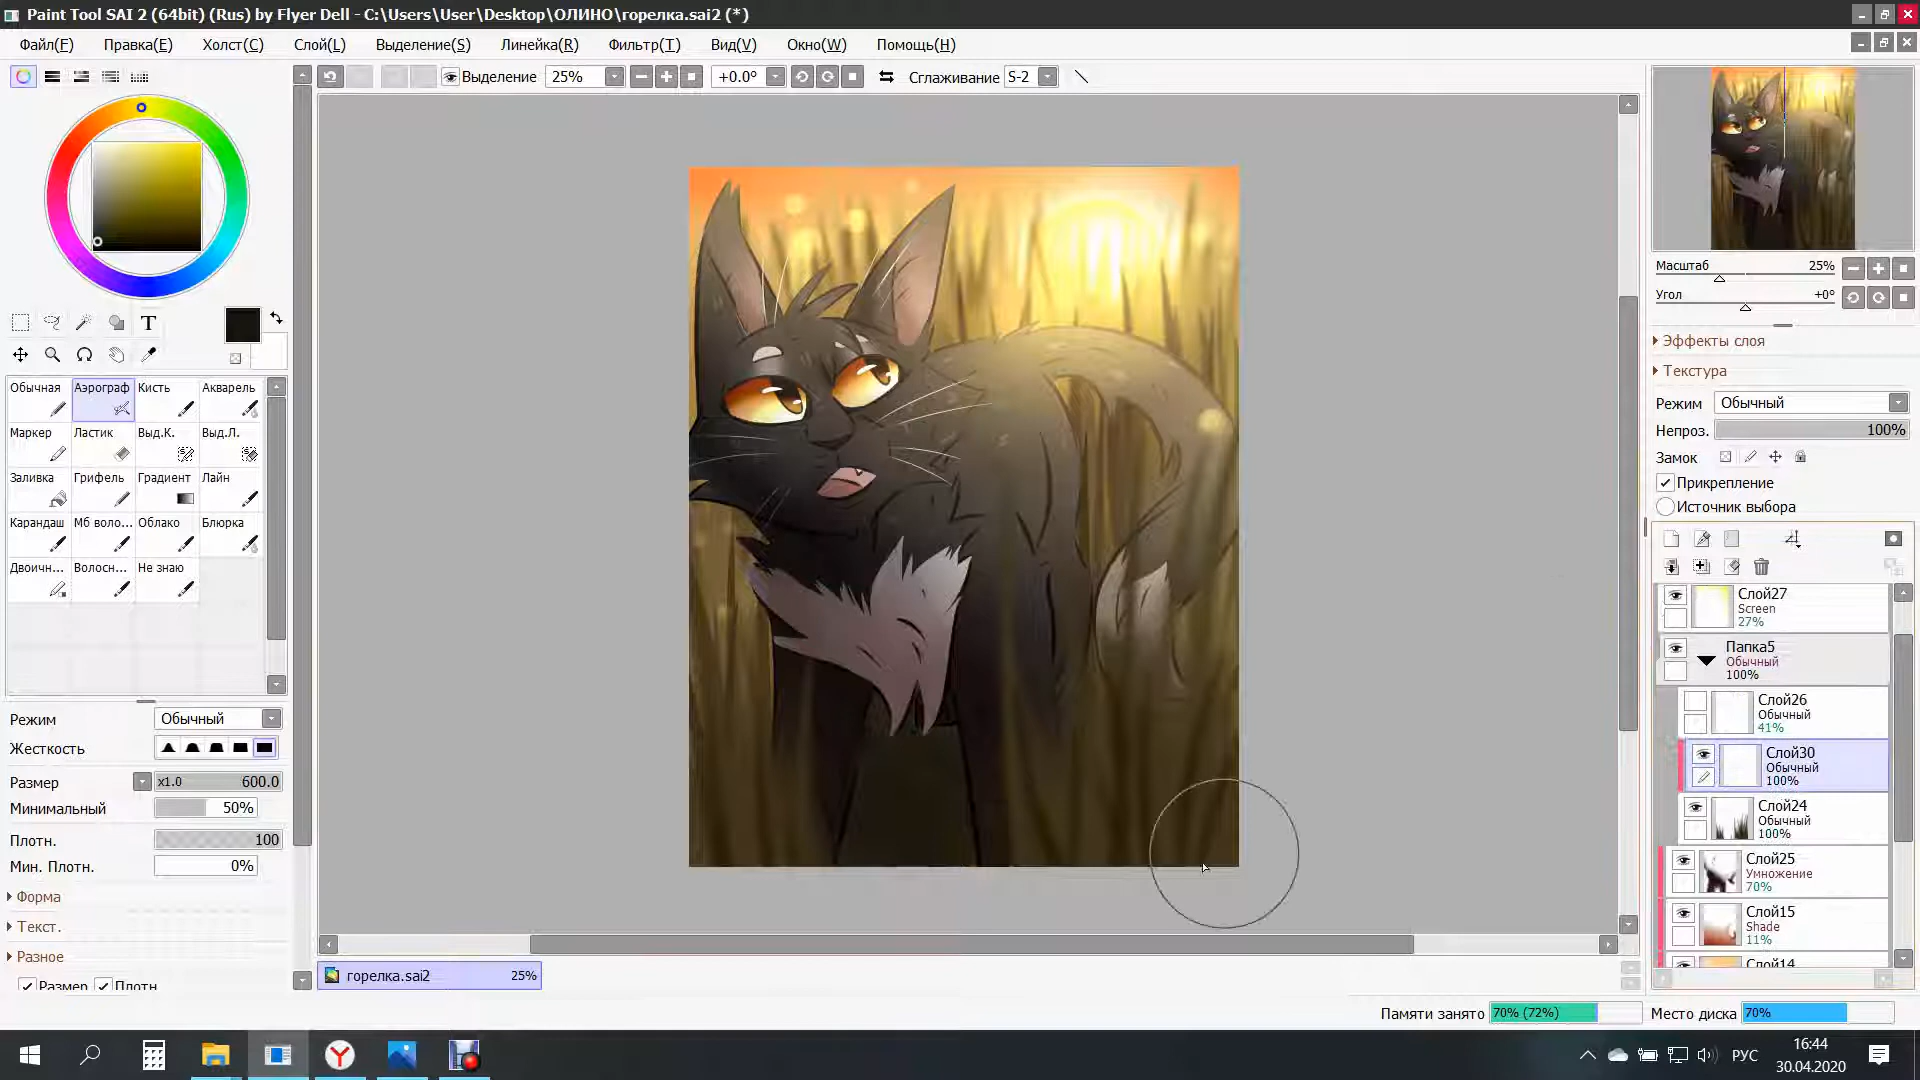 Paint Tool SAI 2 (64bit) (Rus) by Flyer Dell - C:\Users\User\Desktop\ОЛИНО\горелка.sai2 (*)
Файл(F) Правка(E) Холст(C) Слой(L) Выделение(S) Линейка(R) Фильтр(T) Вид(V) Окно(W) Помощь(H)
Выделение 25% +0.0° Сглаживание S-2
T
Обычная Аэрограф Кисть Акварель
Маркер Ластик Выд.К. Выд.Л.
Заливка Грифель Градиент Лайн
Карандаш Мб воло... Облако Блюрка
Двоичн... Волосн... Не знаю
Режим Обычный
Жесткость
Размер x1.0 600.0
Минимальный 50%
Плотн. 100
Мин. Плотн. 0%
Форма
Текст.
Разное
Размер Плотн
горелка.sai2 25%
Масштаб 25%
Угол +0°
Эффекты слоя
Текстура
Режим Обычный
Непроз. 100%
Замок
Прикрепление
Источник выбора
Слой27
Screen
27%
Папка5
Обычный
100%
Слой26
Обычный
41%
Слой30
Обычный
100%
Слой24
Обычный
100%
Слой25
Умножение
70%
Слой15
Shade
11%
Слой14
Памяти занято 70% (72%) Место диска 70%
РУС 16:44
30.04.2020